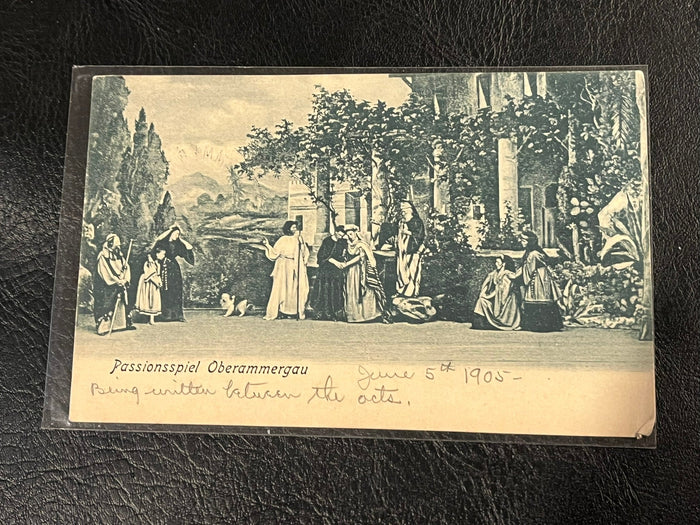 Passionsspiel Oberammergau
June 5th 1905-
Being written between the acts.